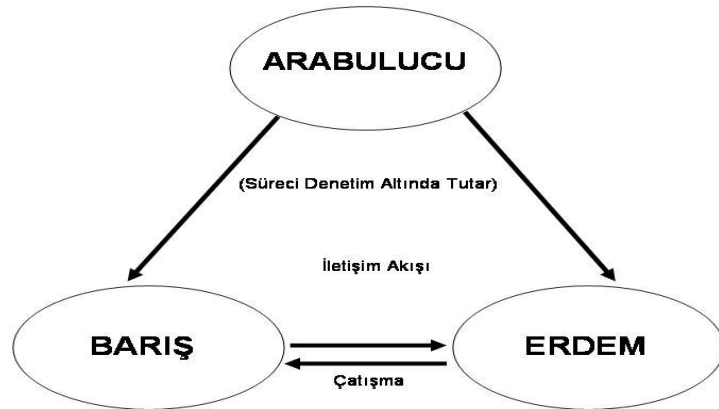 ARABULUCU
(Süreci Denetim Altında Tutar)
İletişim Akışı
BARIŞ
ERDEM
Çatışma